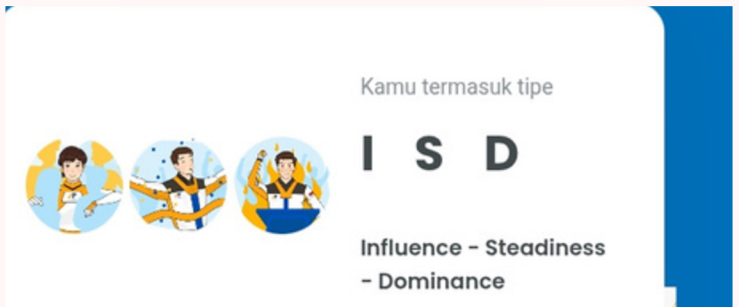 Kamu termasuk tipe
I S D
Influence - Steadiness
- Dominance